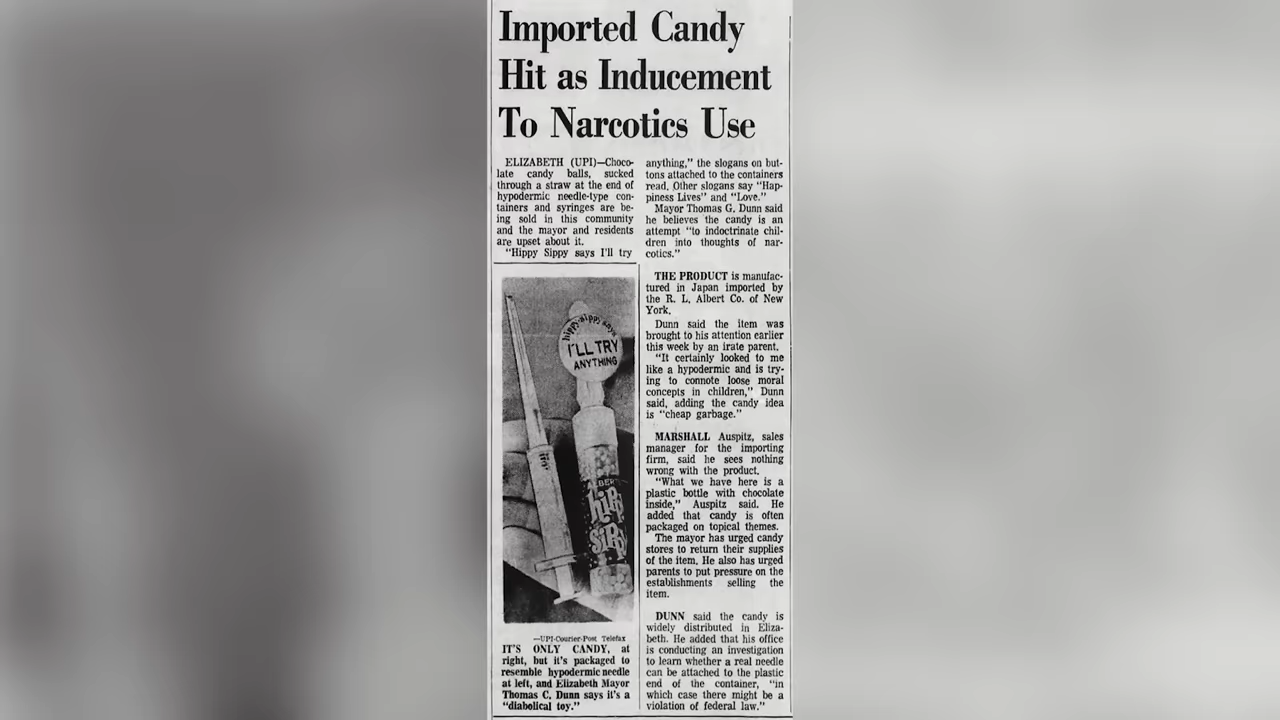 Imported Candy
Hit as Inducement
To Narcotics Use
ELIZABETH (UPI)—Choco-
late candy balls, sucked
through a straw at the end of
hypodermic needle-type con-
tainers and syringes are be-
ing sold in this community
and the mayor and residents
are upset about it.
"Hippy Sippy says I'll try
anything," the slogans on but-
tons attached to the containers
read. Other slogans say "Hap-
piness Lives" and "Love."
Mayor Thomas G. Dunn said
he believes the candy is an
attempt "to indoctrinate chil-
dren into thoughts of nar-
cotics."
THE PRODUCT is manufac-
tured in Japan imported by
the R. L. Albert Co. of New
York.
Dunn said the item was
brought to his attention earlier
this week by an irate parent.
"It certainly looked to me
like a hypodermic and is try-
ing to connote loose moral
concepts in children," Dunn
said, adding the candy idea
is "cheap garbage."
MARSHALL Auspitz, sales
manager for the importing
firm, said he sees nothing
wrong with the product.
"What we have here is a
plastic bottle with chocolate
inside," Auspitz said. He
added that candy is often
packaged on topical themes.
The mayor has urged candy
stores to return their supplies
of the item. He also has urged
parents to put pressure on the
establishments selling the
item.
DUNN said the candy is
widely distributed in Eliza-
beth. He added that his office
is conducting an investigation
to learn whether a real needle
can be attached to the plastic
end of the container, "in
which case there might be a
violation of federal law."
hippy-sippy says
I'LL TRY
ANYTHING
ALBERT
hippy
sippy
—UPI-Courier-Post Telefax
IT'S ONLY CANDY, at
right, but it's packaged to
resemble hypodermic needle
at left, and Elizabeth Mayor
Thomas C. Dunn says it's a
"diabolical toy."